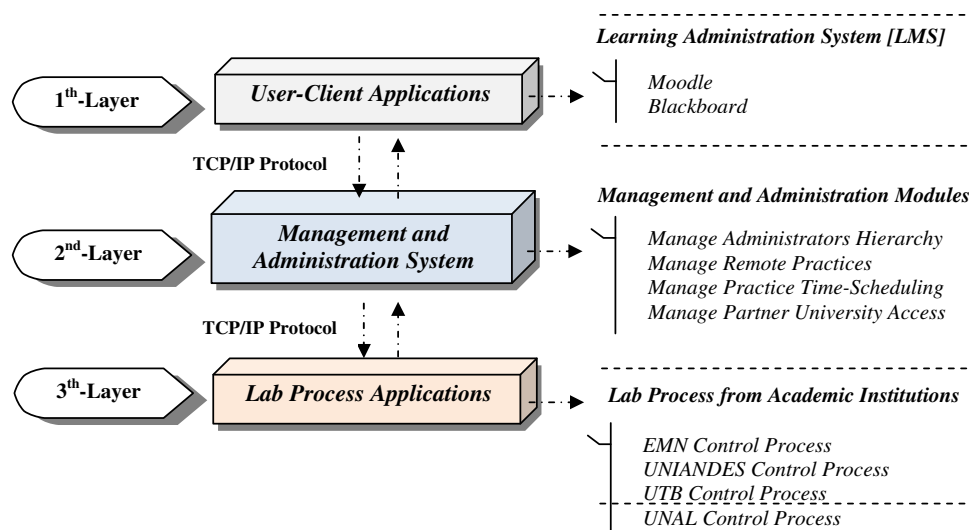 Learning Administration System [LMS]
1th-Layer
User-Client Applications
Moodle
Blackboard
TCP/IP Protocol
Management and Administration Modules
2nd-Layer
Management and
Administration System
Manage Administrators Hierarchy
Manage Remote Practices
Manage Practice Time-Scheduling
Manage Partner University Access
TCP/IP Protocol
3th-Layer
Lab Process Applications
Lab Process from Academic Institutions
EMN Control Process
UNIANDES Control Process
UTB Control Process
UNAL Control Process